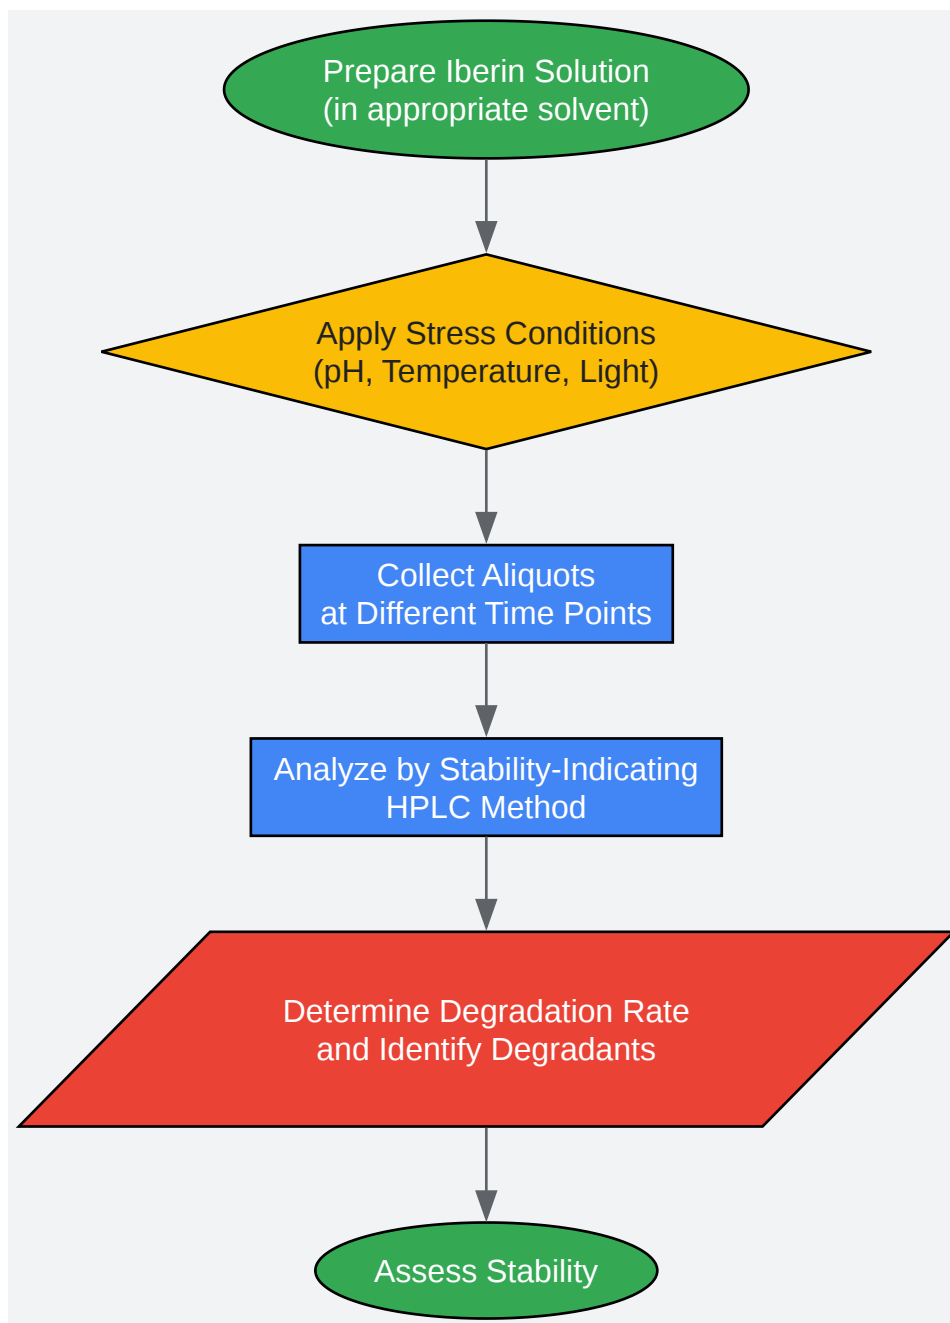 Prepare Iberin Solution
(in appropriate solvent)
Apply Stress Conditions
(pH, Temperature, Light)
Collect Aliquots
at Different Time Points
Analyze by Stability-Indicating
HPLC Method
Determine Degradation Rate
and Identify Degradants
Assess Stability